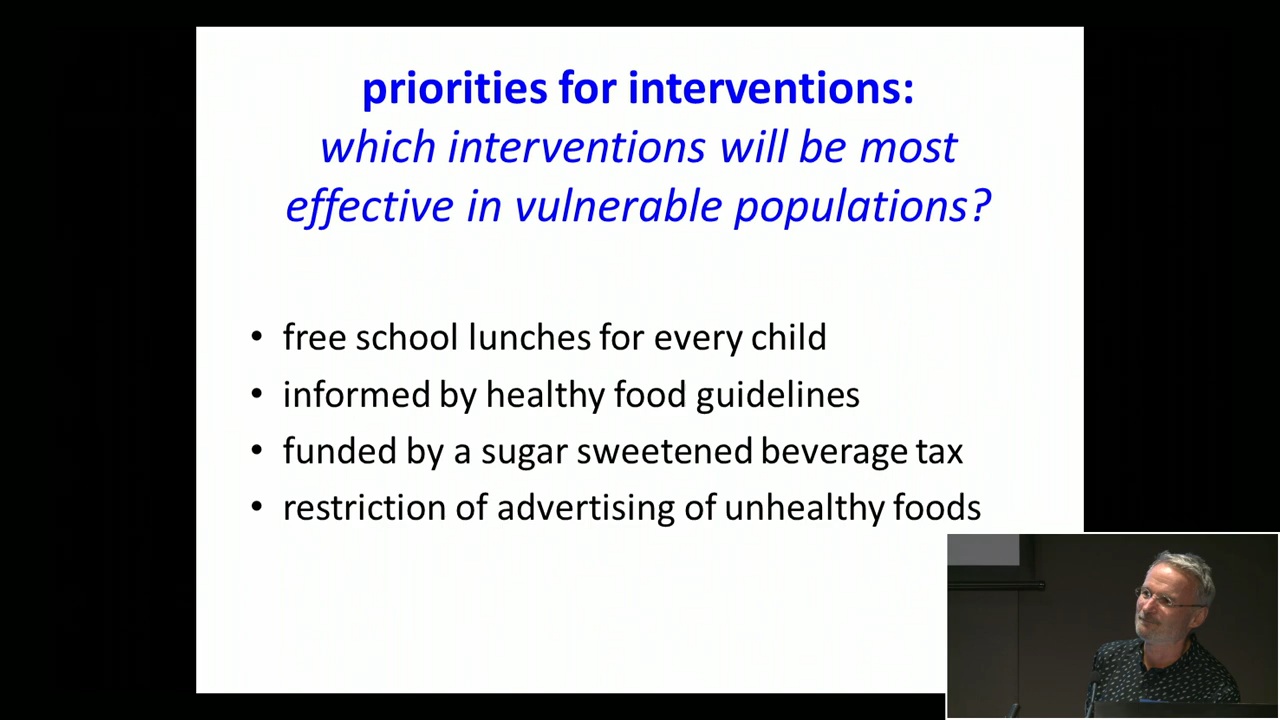 priorities for interventions:
which interventions will be most
effective in vulnerable populations?
• free school lunches for every child
• informed by healthy food guidelines
• funded by a sugar sweetened beverage tax
• restriction of advertising of unhealthy foods